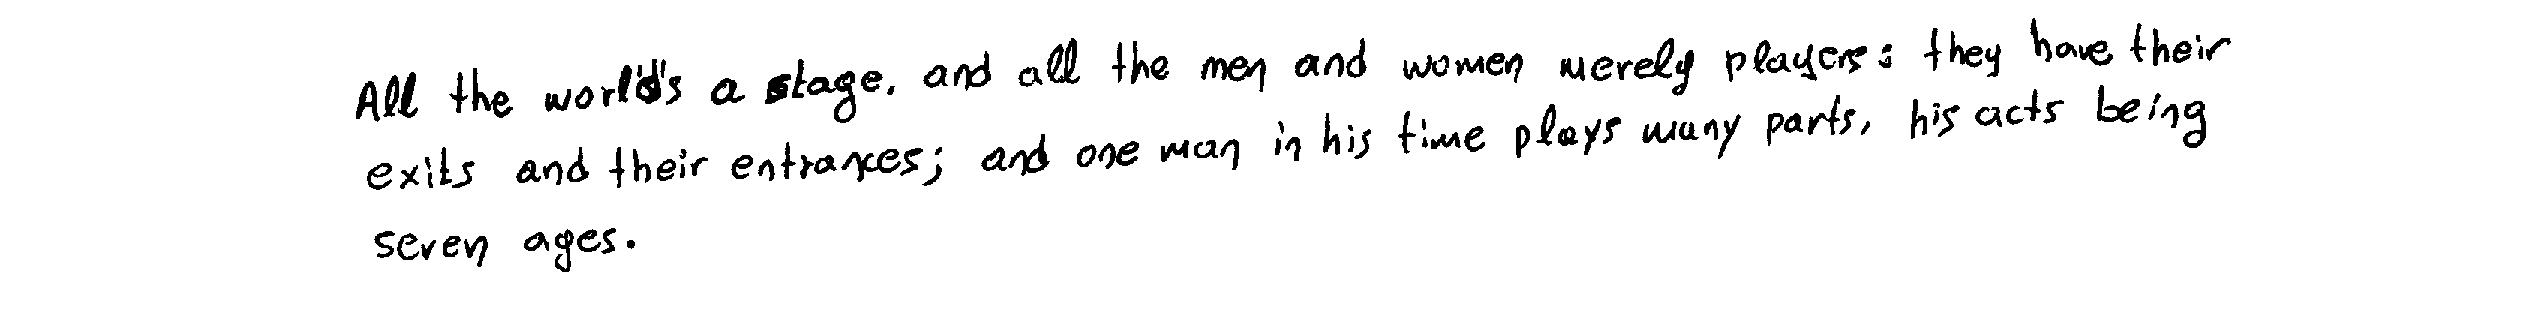 All the world's a stage, and all the men and women merely players: they have their
exits and their entrances; and one man in his time plays many parts, his acts being
seven ages.